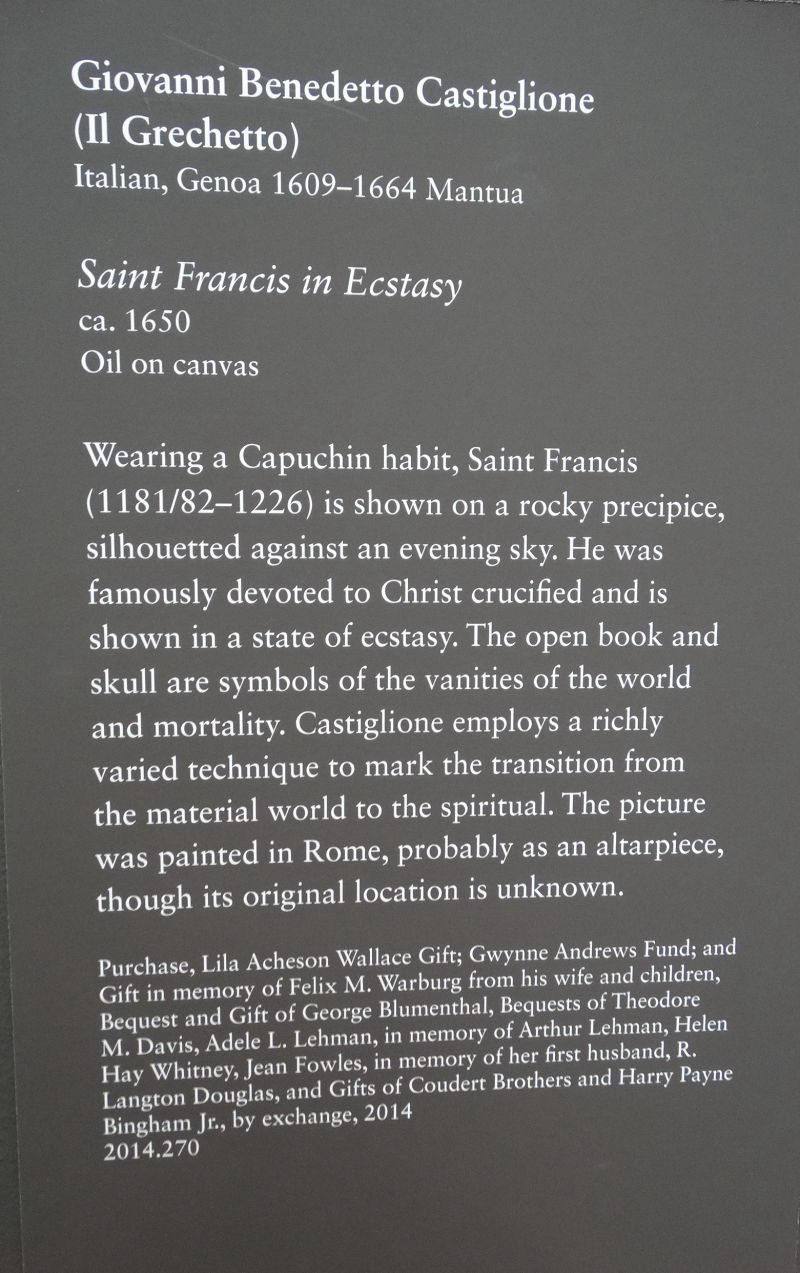 Giovanni Benedetto Castiglione
(Il Grechetto)
Italian, Genoa 1609–1664 Mantua
Saint Francis in Ecstasy
ca. 1650
Oil on canvas
Wearing a Capuchin habit, Saint Francis
(1181/82–1226) is shown on a rocky precipice,
silhouetted against an evening sky. He was
famously devoted to Christ crucified and is
shown in a state of ecstasy. The open book and
skull are symbols of the vanities of the world
and mortality. Castiglione employs a richly
varied technique to mark the transition from
the material world to the spiritual. The picture
was painted in Rome, probably as an altarpiece,
though its original location is unknown.
Purchase, Lila Acheson Wallace Gift; Gwynne Andrews Fund; and
Gift in memory of Felix M. Warburg from his wife and children,
Bequest and Gift of George Blumenthal, Bequests of Theodore
M. Davis, Adele L. Lehman, in memory of Arthur Lehman, Helen
Hay Whitney, Jean Fowles, in memory of her first husband, R.
Langton Douglas, and Gifts of Coudert Brothers and Harry Payne
Bingham Jr., by exchange, 2014
2014.270